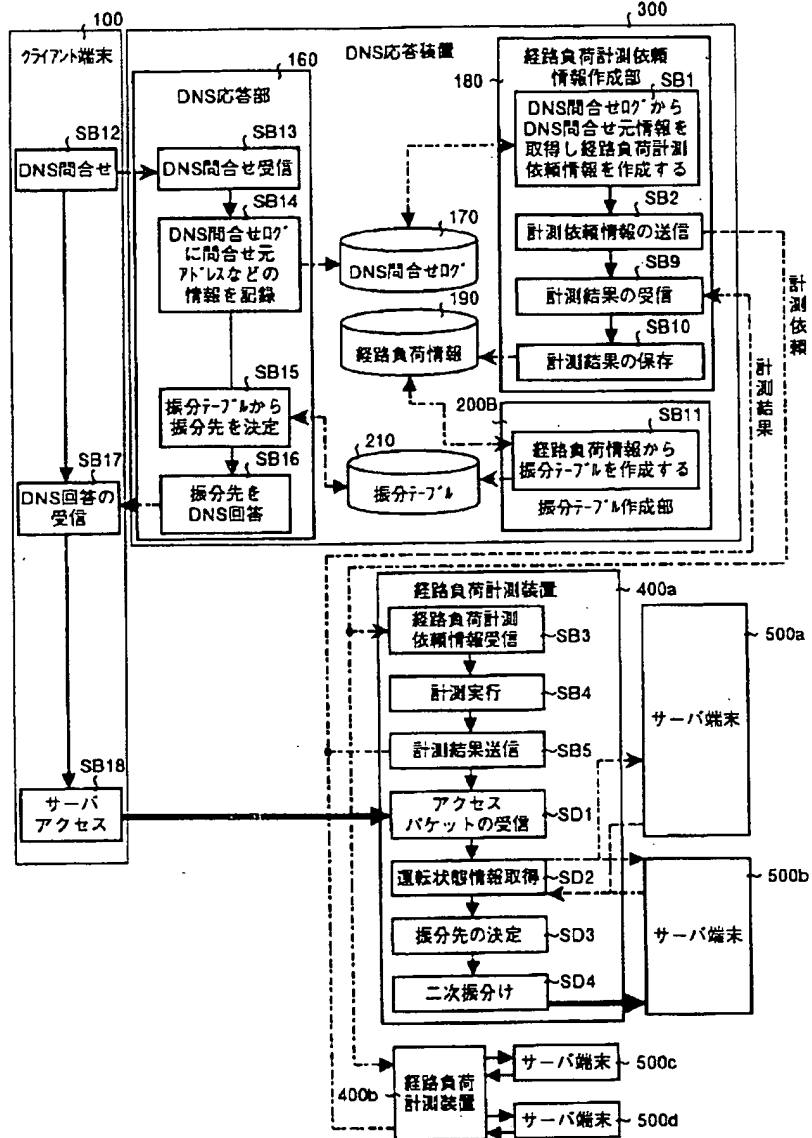 100
クライアント端末
SB12
DNS問合せ
SB17
DNS回答の
受信
SB18
サーバ
アクセス
300
DNS応答装置
160
DNS応答部
SB13
DNS問合せ受信
SB14
DNS問合せログ
に問合せ元
アドレスなどの
情報を記録
SB15
振分テーブルから
振分先を決定
SB16
振分先を
DNS回答
170
DNS問合せログ
190
経路負荷情報
210
振分テーブル
経路負荷計測依頼
情報作成部
180
SB1
DNS問合せログから
DNS問合せ元情報を
取得し経路負荷計測
依頼情報を作成する
SB2
計測依頼情報の送信
SB9
計測結果の受信
SB10
計測結果の保存
200B
SB11
経路負荷情報から
振分テーブルを作成する
振分テーブル作成部
計測依頼
計測結果
経路負荷計測装置
400a
経路負荷計測
依頼情報受信
SB3
計測実行
SB4
計測結果送信
SB5
アクセス
パケットの受信
SD1
運転状態情報取得
SD2
振分先の決定
SD3
二次振分け
SD4
500a
サーバ端末
500b
サーバ端末
400b
経路負荷
計測装置
サーバ端末
500c
サーバ端末
500d